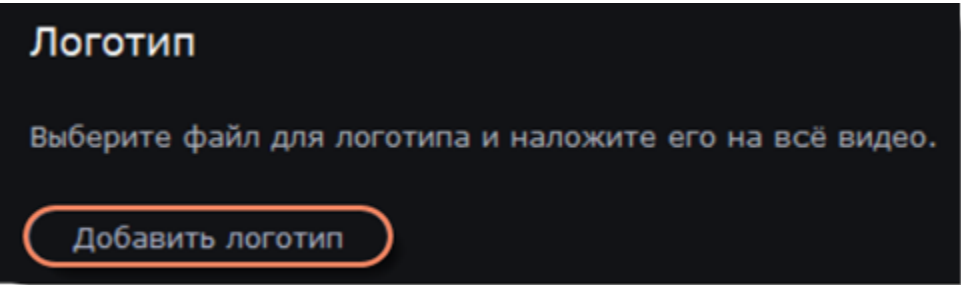 Логотип
Выберите файл для логотипа и наложите его на всё видео.
Добавить логотип